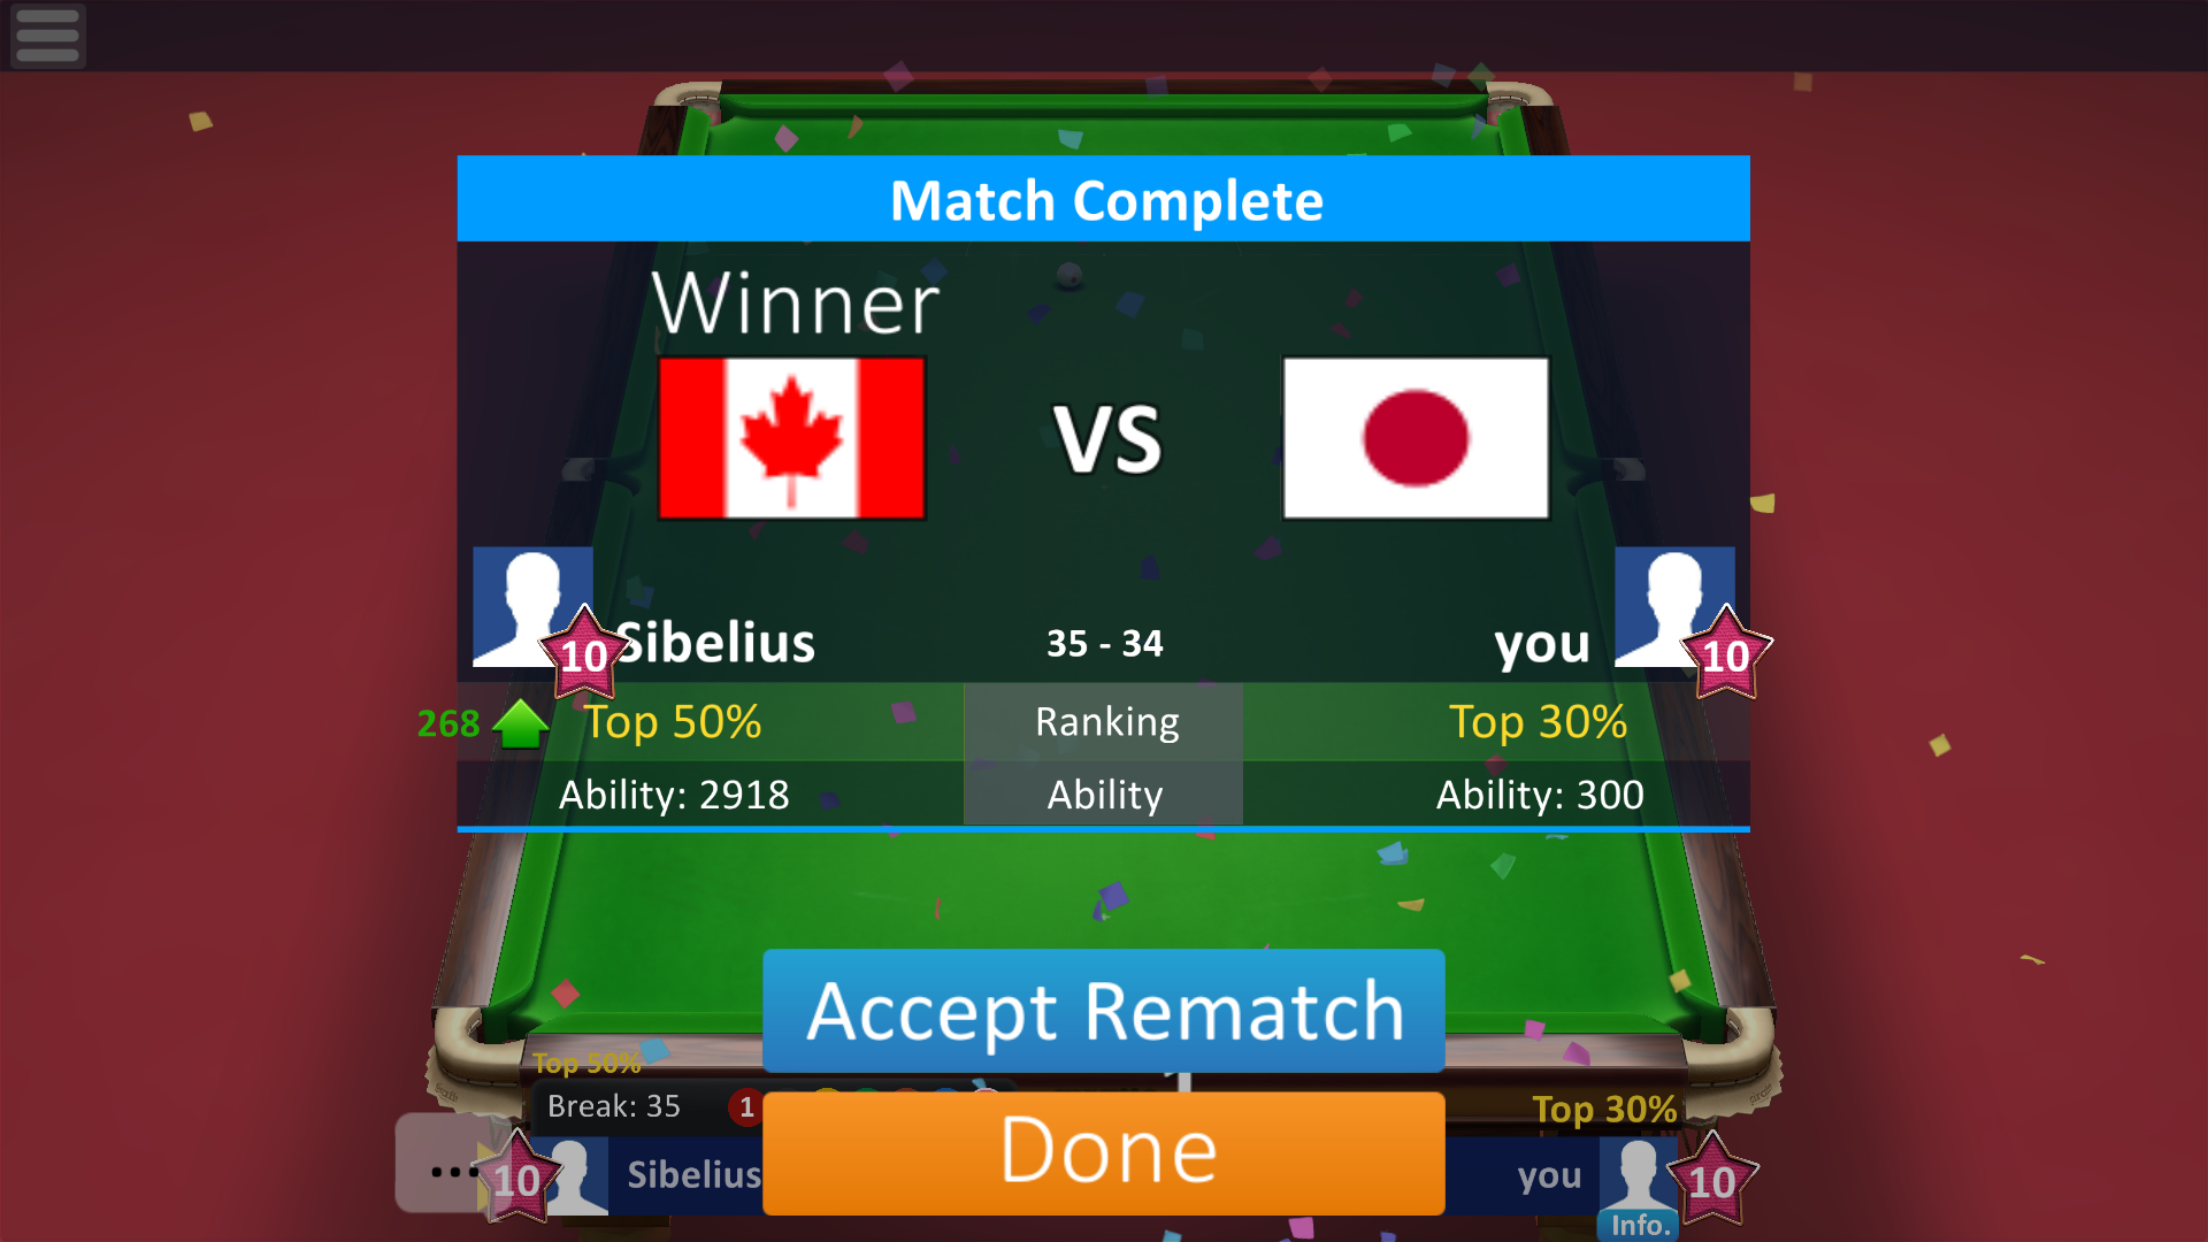 Match Complete
Winner
VS
10 Sibelius
35 - 34
you 10
268 Top 50%
Ranking
Top 30%
Ability: 2918
Ability
Ability: 300
Accept Rematch
Top 50%
Break: 35 1
Top 30%
Done
... 10 Sibelius
you 10
Info.